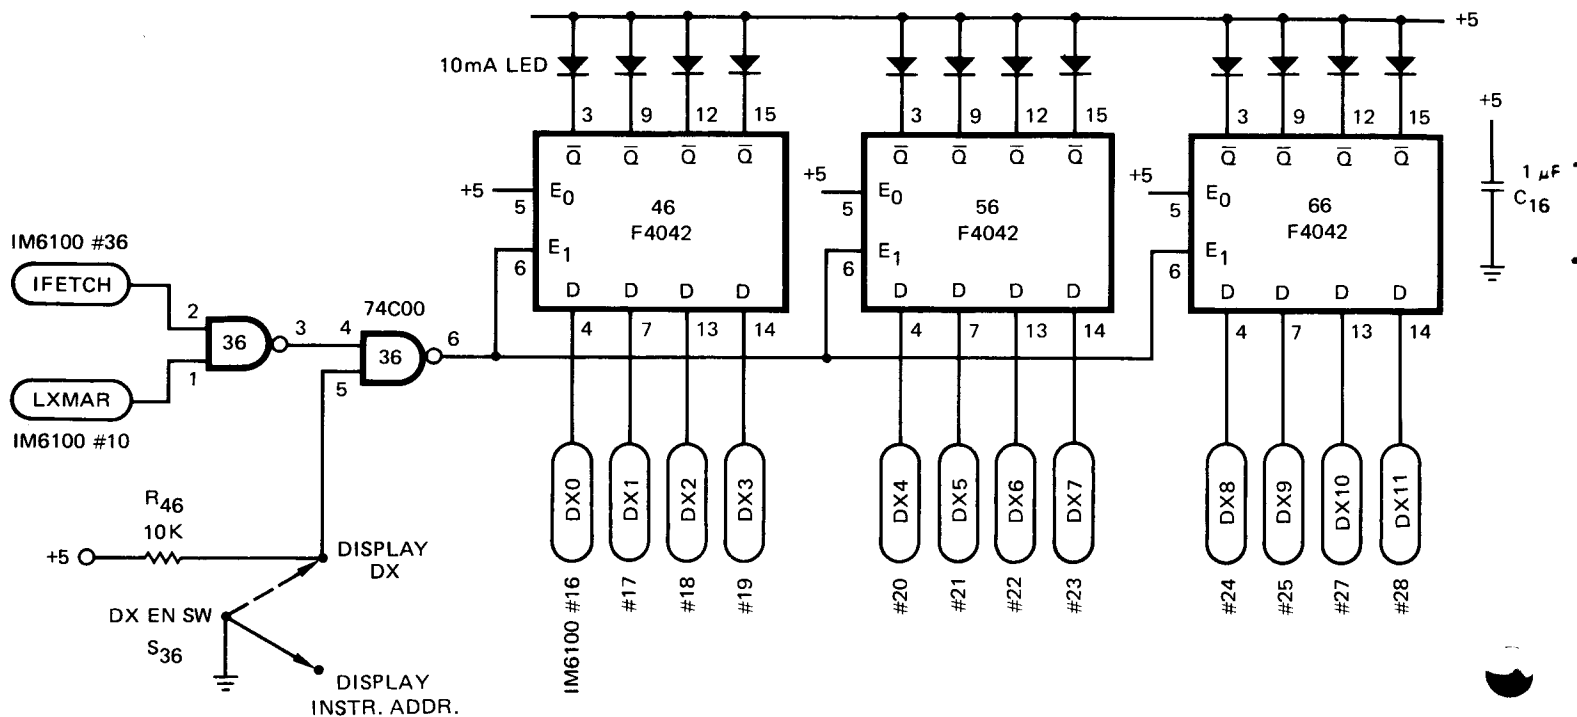 +5
10mA LED
3 9 12 15
3 9 12 15
3 9 12 15
+5
Q̅ Q̅ Q̅ Q̅
Q̅ Q̅ Q̅ Q̅
Q̅ Q̅ Q̅ Q̅
1 µF
C16
+5
5
E0
46
F4042
E1
6
D D D D
+5
5
E0
56
F4042
E1
6
D D D D
+5
5
E0
66
F4042
E1
6
D D D D
IM6100 #36
IFETCH
2
36
3
1
LXMAR
IM6100 #10
74C00
4
36
6
5
4 7 13 14
4 7 13 14
4 7 13 14
DX0
DX1
DX2
DX3
DX4
DX5
DX6
DX7
DX8
DX9
DX10
DX11
IM6100 #16
#17
#18
#19
#20
#21
#22
#23
#24
#25
#27
#28
R46
10K
+5
DISPLAY
DX
DX EN SW
S36
DISPLAY
INSTR. ADDR.